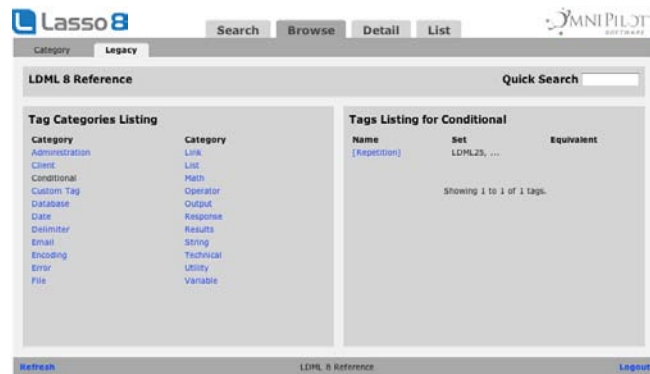 Lasso 8
Search Browse Detail List
OMNIPILOT
SOFTWARE
Category Legacy
LDML 8 Reference
Quick Search
Tag Categories Listing
Category Category
Administration Link
Client List
Conditional Math
Custom Tag Operator
Database Output
Date Response
Delimiter Results
Email String
Encoding Technical
Error Utility
File Variable
Tags Listing for Conditional
Name Set Equivalent
[Repetition] LDML25, ...
Showing 1 to 1 of 1 tags.
Refresh LDML 8 Reference Logout